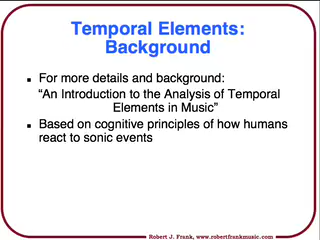 Temporal Elements:
Background
For more details and background:
“An Introduction to the Analysis of Temporal
Elements in Music”
Based on cognitive principles of how humans
react to sonic events
Robert J. Frank, www.robertfrankmusic.com